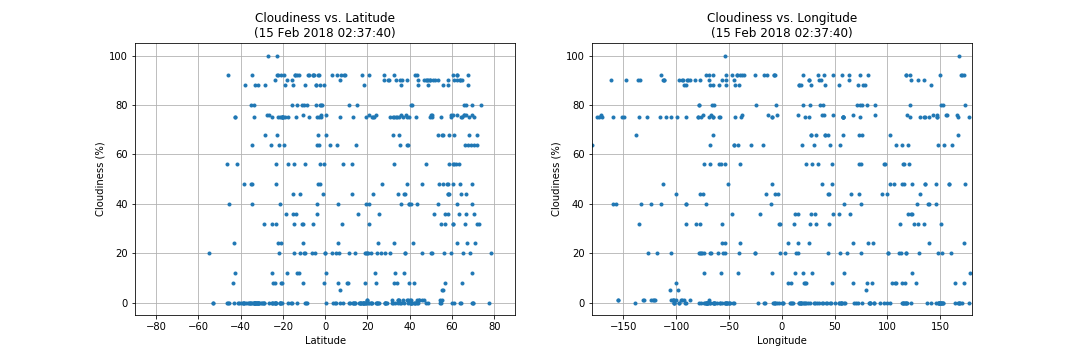 Cloudiness vs. Latitude
(15 Feb 2018 02:37:40)
Cloudiness (%)
100
80
60
40
20
0
−80 −60 −40 −20 0 20 40 60 80
Latitude
Cloudiness vs. Longitude
(15 Feb 2018 02:37:40)
Cloudiness (%)
100
80
60
40
20
0
−150 −100 −50 0 50 100 150
Longitude